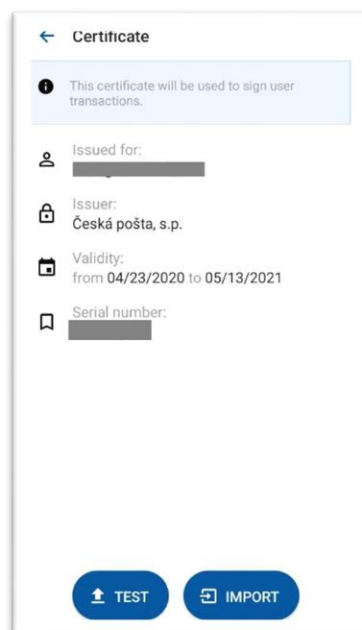 Certificate
This certificate will be used to sign user
transactions.
Issued for:
Issuer:
Česká pošta, s.p.
Validity:
from 04/23/2020 to 05/13/2021
Serial number:
TEST
IMPORT